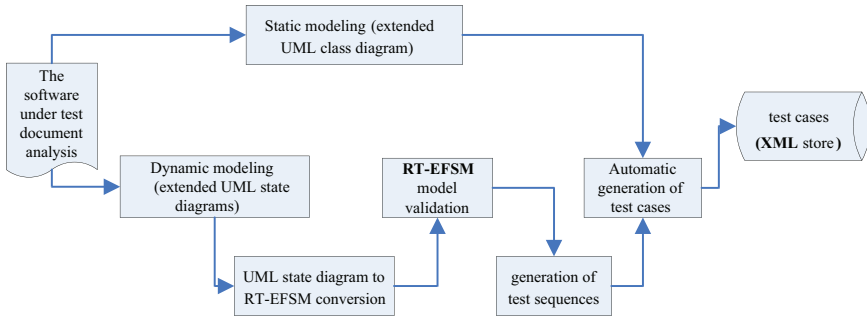 Static modeling (extended
UML class diagram)
The
software
under test
document
analysis
test cases
(XML store)
Dynamic modeling
(extended UML state
diagrams)
RT-EFSM
model
validation
Automatic
generation of
test cases
UML state diagram to
RT-EFSM conversion
generation of
test sequences